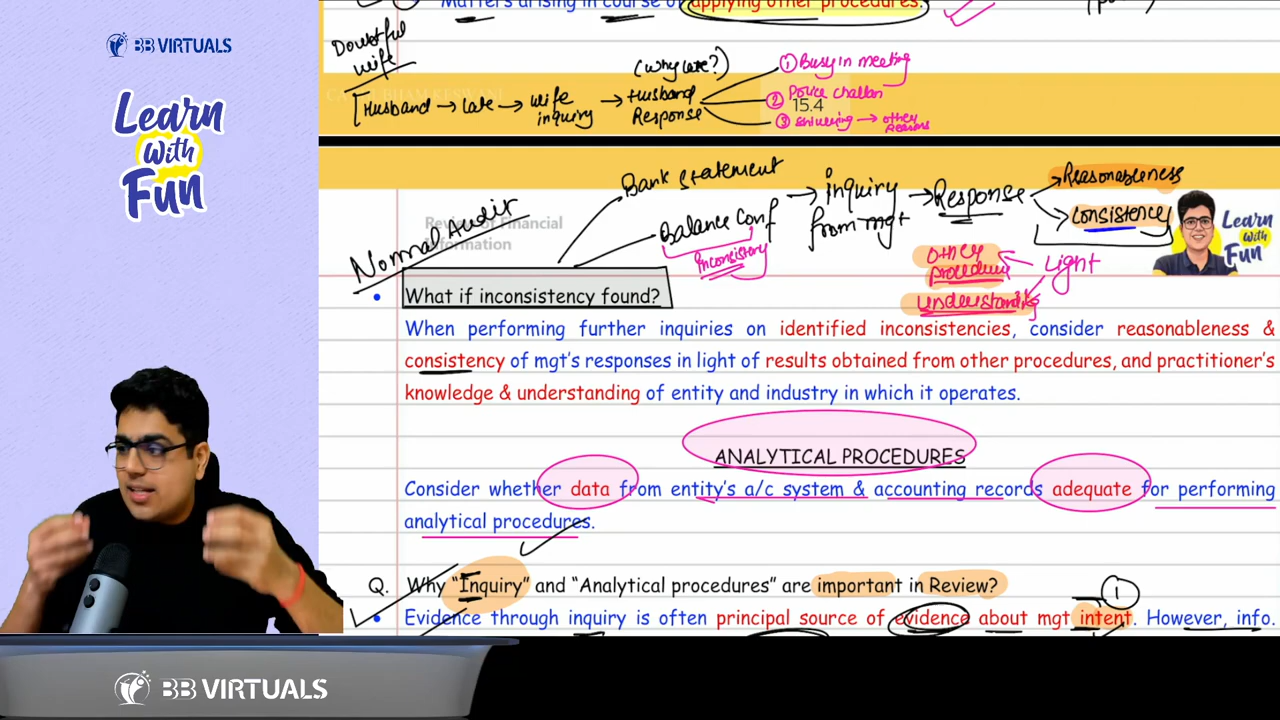 Matters arising in course of applying other procedures.
BB VIRTUALS
Learn
With
Fun
Doubtful
wife
Husband → late → wife inquiry → Husband Response
(Why late?)
① Busy in meeting
② Police challan
15.4
③ → other reasons
Normal Audit
Bank Statement
Balance Conf
inconsistency
→ inquiry from mgt → Response
→ Reasonableness
→ Consistence
other procedure
understanding
Light
Learn
With
Fun
Review of Financial
Information
• What if inconsistency found?
When performing further inquiries on identified inconsistencies, consider reasonableness &
consistency of mgt's responses in light of results obtained from other procedures, and practitioner's
knowledge & understanding of entity and industry in which it operates.
ANALYTICAL PROCEDURES
Consider whether data from entity's a/c system & accounting records adequate for performing
analytical procedures.
Q. Why "Inquiry" and "Analytical procedures" are important in Review?
①
• Evidence through inquiry is often principal source of evidence about mgt intent. However, info.
BB VIRTUALS